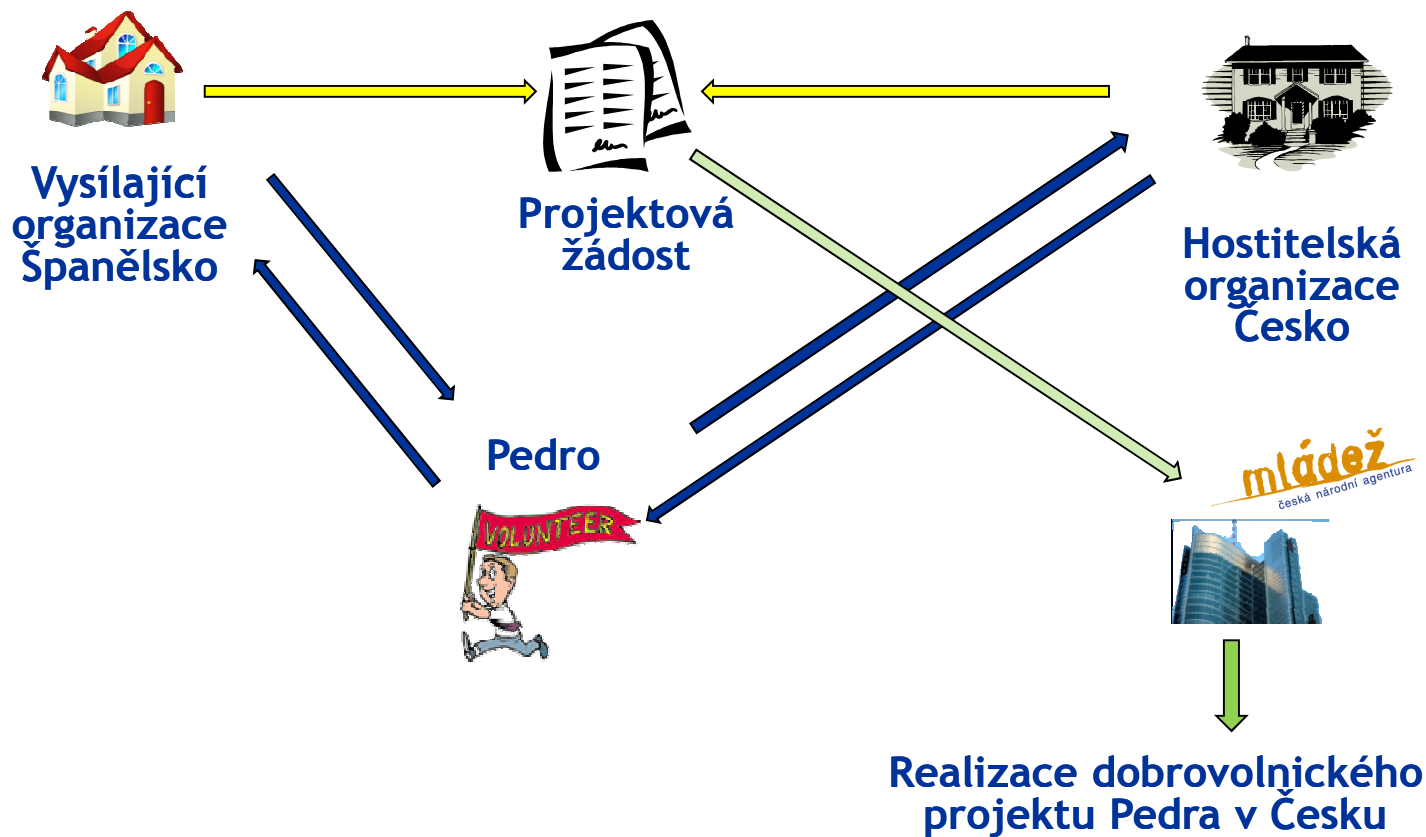 Vysílající
organizace
Španělsko
Projektová
žádost
Hostitelská
organizace
Česko
Pedro
VOLUNTEER
mládež
česká národní agentura
Realizace dobrovolnického
projektu Pedra v Česku